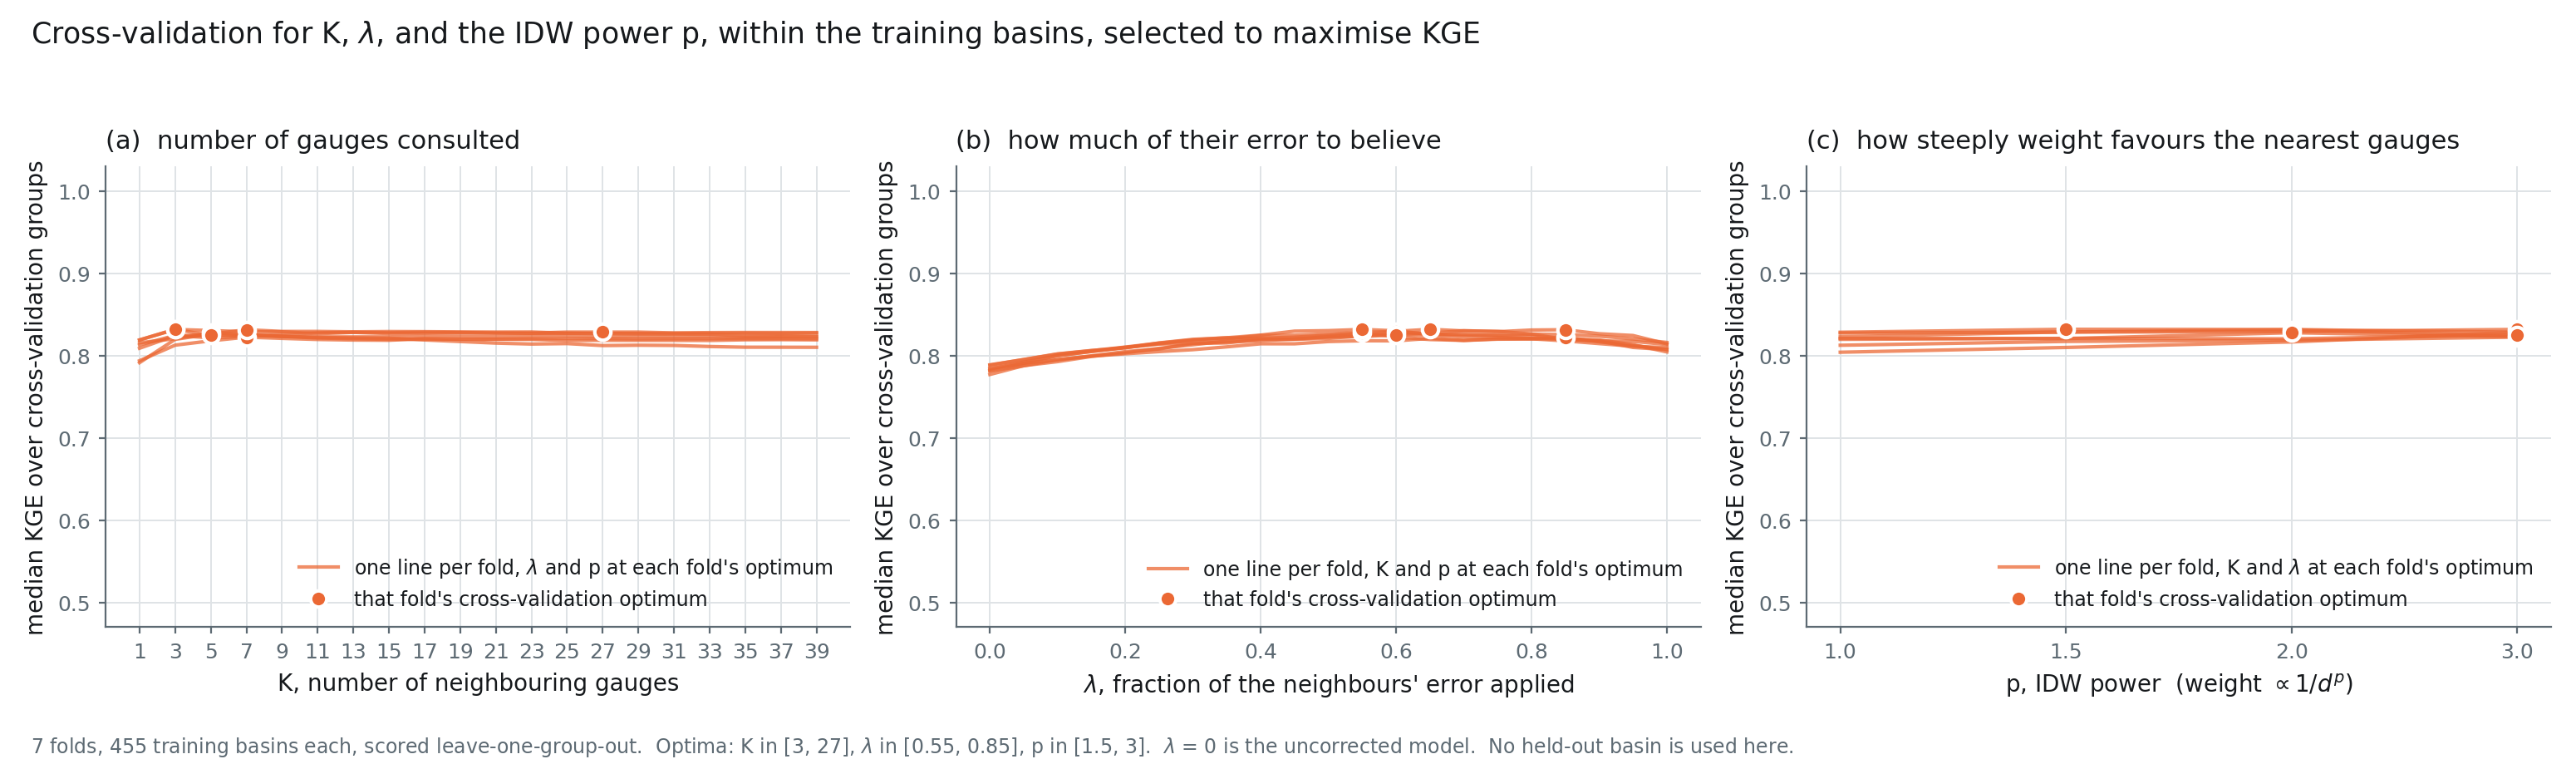 Cross-validation for K, λ, and the IDW power p, within the training basins, selected to maximise KGE
(a)  number of gauges consulted
median KGE over cross-validation groups
1.0
0.9
0.8
0.7
0.6
0.5
one line per fold, λ and p at each fold's optimum
that fold's cross-validation optimum
1 3 5 7 9 11 13 15 17 19 21 23 25 27 29 31 33 35 37 39
K, number of neighbouring gauges
(b)  how much of their error to believe
median KGE over cross-validation groups
1.0
0.9
0.8
0.7
0.6
0.5
one line per fold, K and p at each fold's optimum
that fold's cross-validation optimum
0.0 0.2 0.4 0.6 0.8 1.0
λ, fraction of the neighbours' error applied
(c)  how steeply weight favours the nearest gauges
median KGE over cross-validation groups
1.0
0.9
0.8
0.7
0.6
0.5
one line per fold, K and λ at each fold's optimum
that fold's cross-validation optimum
1.0 1.5 2.0 3.0
p, IDW power  (weight ∝ 1/d^p)
7 folds, 455 training basins each, scored leave-one-group-out.  Optima: K in [3, 27], λ in [0.55, 0.85], p in [1.5, 3].  λ = 0 is the uncorrected model.  No held-out basin is used here.